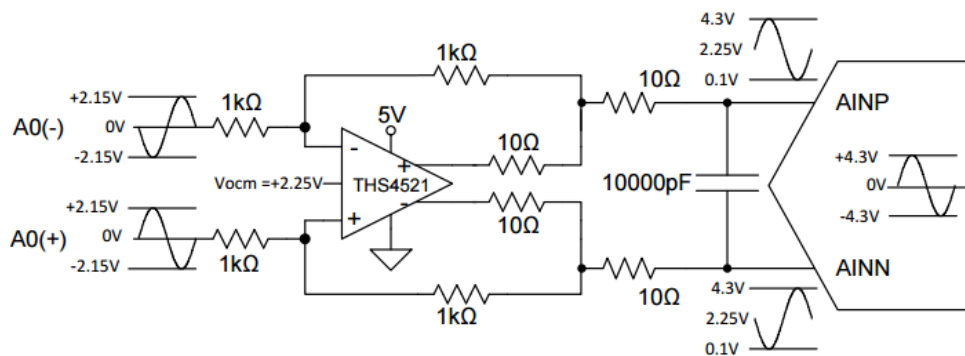 4.3V
2.25V
0.1V
1kΩ
10Ω
+2.15V
0V
-2.15V
A0(-)
1kΩ
5V
AINP
-
+
10Ω
+4.3V
0V
-4.3V
Vocm =+2.25V
THS4521
10000pF
+2.15V
0V
-2.15V
A0(+)
+
-
10Ω
1kΩ
AINN
10Ω
1kΩ
4.3V
2.25V
0.1V